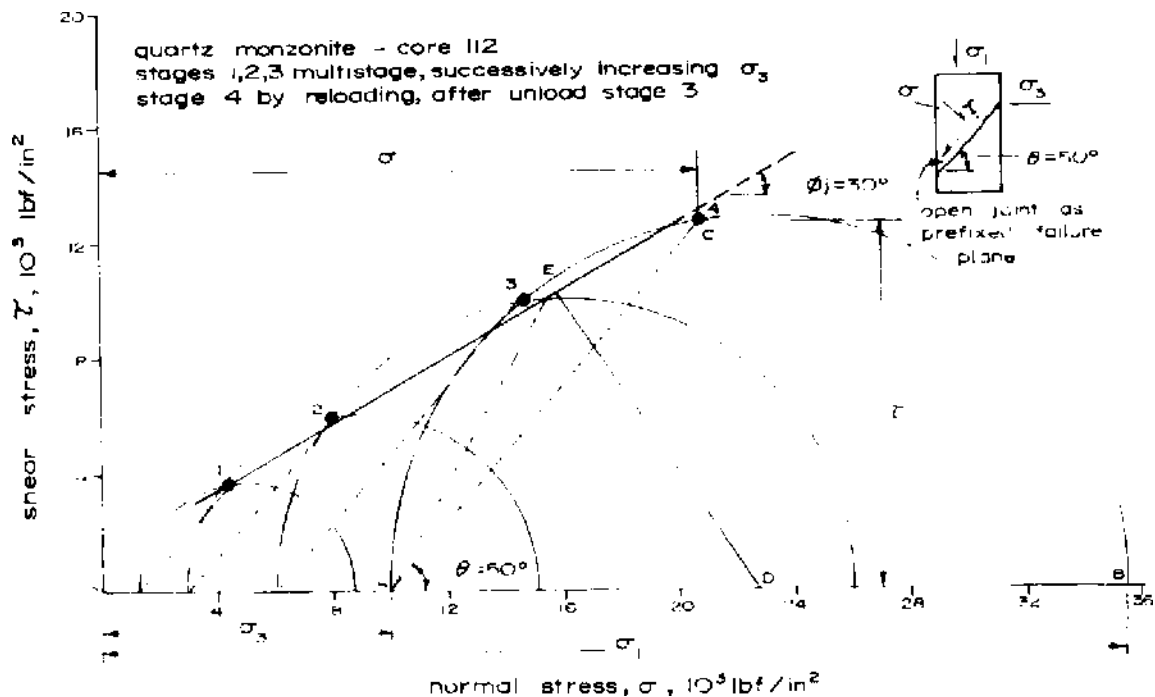 20
quartz monzonite - core 112
stages 1,2,3 multistage, successively increasing σ3
stage 4 by reloading, after unload stage 3
σ1
σ
τ
σ3
θ=50°
open joint as
prefixed failure
plane
16
σ
φj=30°
4
C
12
3
E
shear stress, τ, 10³ lbf/in²
8
2
τ
4
θ=50°
D
B
4
8
12
16
20
24
28
32
36
σ3
σ1
normal stress, σ, 10³ lbf/in²